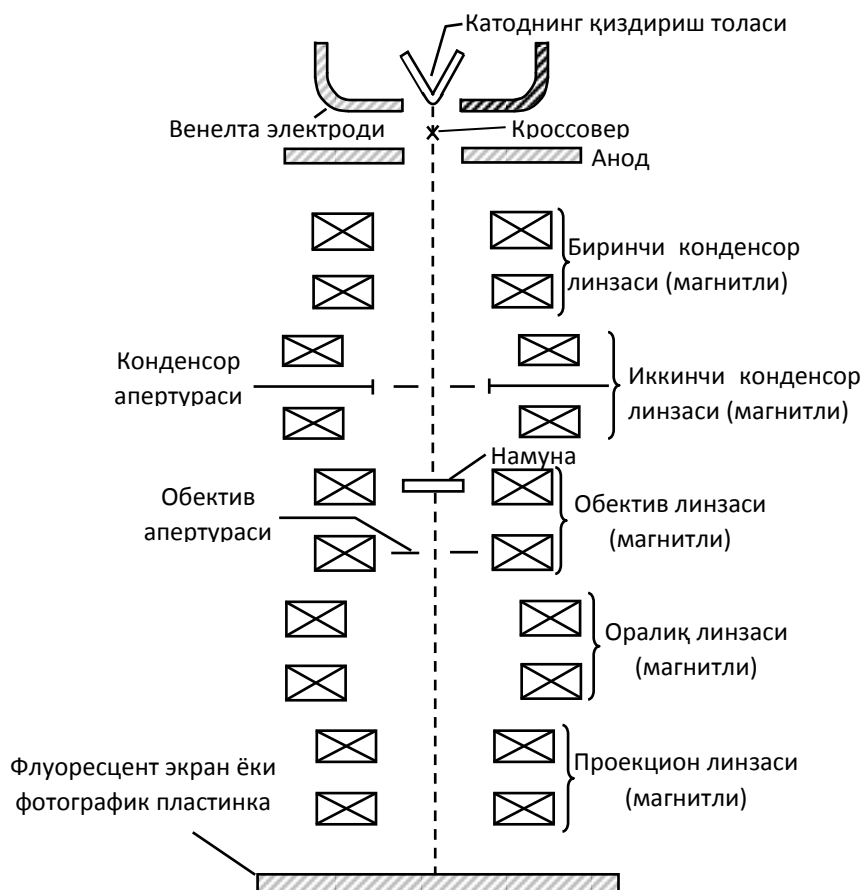 Катоднинг қиздириш толаси
Венелта электроди
Кроссовер
Анод
Биринчи конденсор
линзаси (магнитли)
Конденсор
апертураси
Иккинчи конденсор
линзаси (магнитли)
Намуна
Обектив
апертураси
Обектив линзаси
(магнитли)
Оралиқ линзаси
(магнитли)
Флуоресцент экран ёки
фотографик пластинка
Проекцион линзаси
(магнитли)